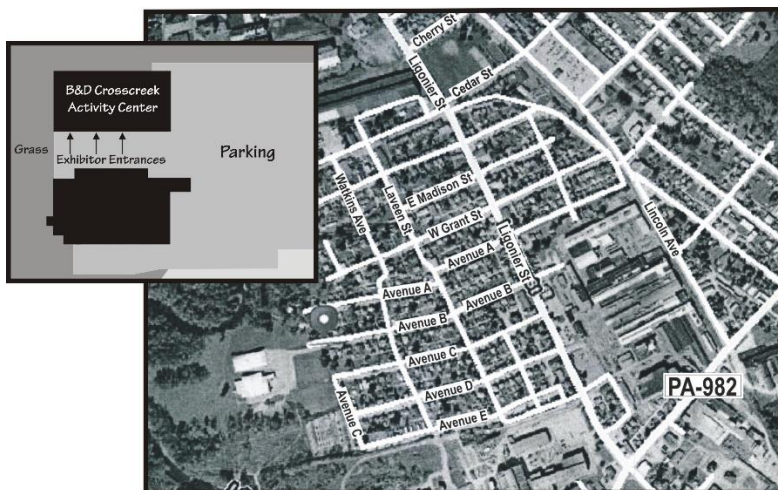 B&D Crosscreek
Activity Center
Grass
Exhibitor Entrances
Parking
Cherry St
Ligonier St
Cedar St
E Madison St
Watkins Ave
Laveen St
W Grant St
Lincoln Ave
Avenue A
Ligonier St
Avenue A
Avenue B
Avenue B
Avenue C
Avenue D
Avenue C
Avenue E
PA-982